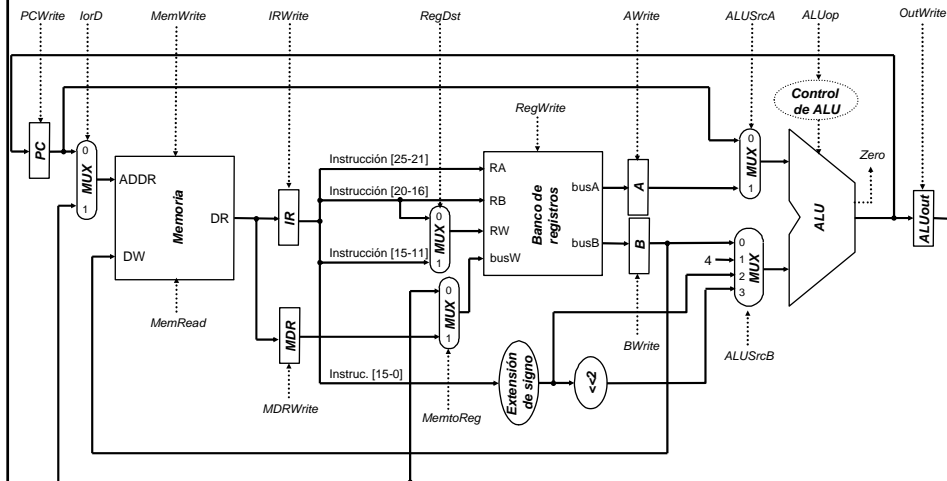 PCWrite IorD MemWrite IRWrite RegDst AWrite ALUSrcA ALUop OutWrite
Control
de ALU
RegWrite
Zero
PC
0
MUX
1
ADDR
DW
Memoria
DR
IR
MDR
Instrucción [25-21]
Instrucción [20-16]
Instrucción [15-11]
Instruc. [15-0]
0
MUX
1
0
MUX
1
RA
RB
RW
busW
Banco de
registros
busA
busB
A
B
0
MUX
1
4
0
1
2
3
MUX
ALU
ALUout
MemRead
MDRWrite
MemtoReg
Extensión
de signo
<<2
BWrite
ALUSrcB